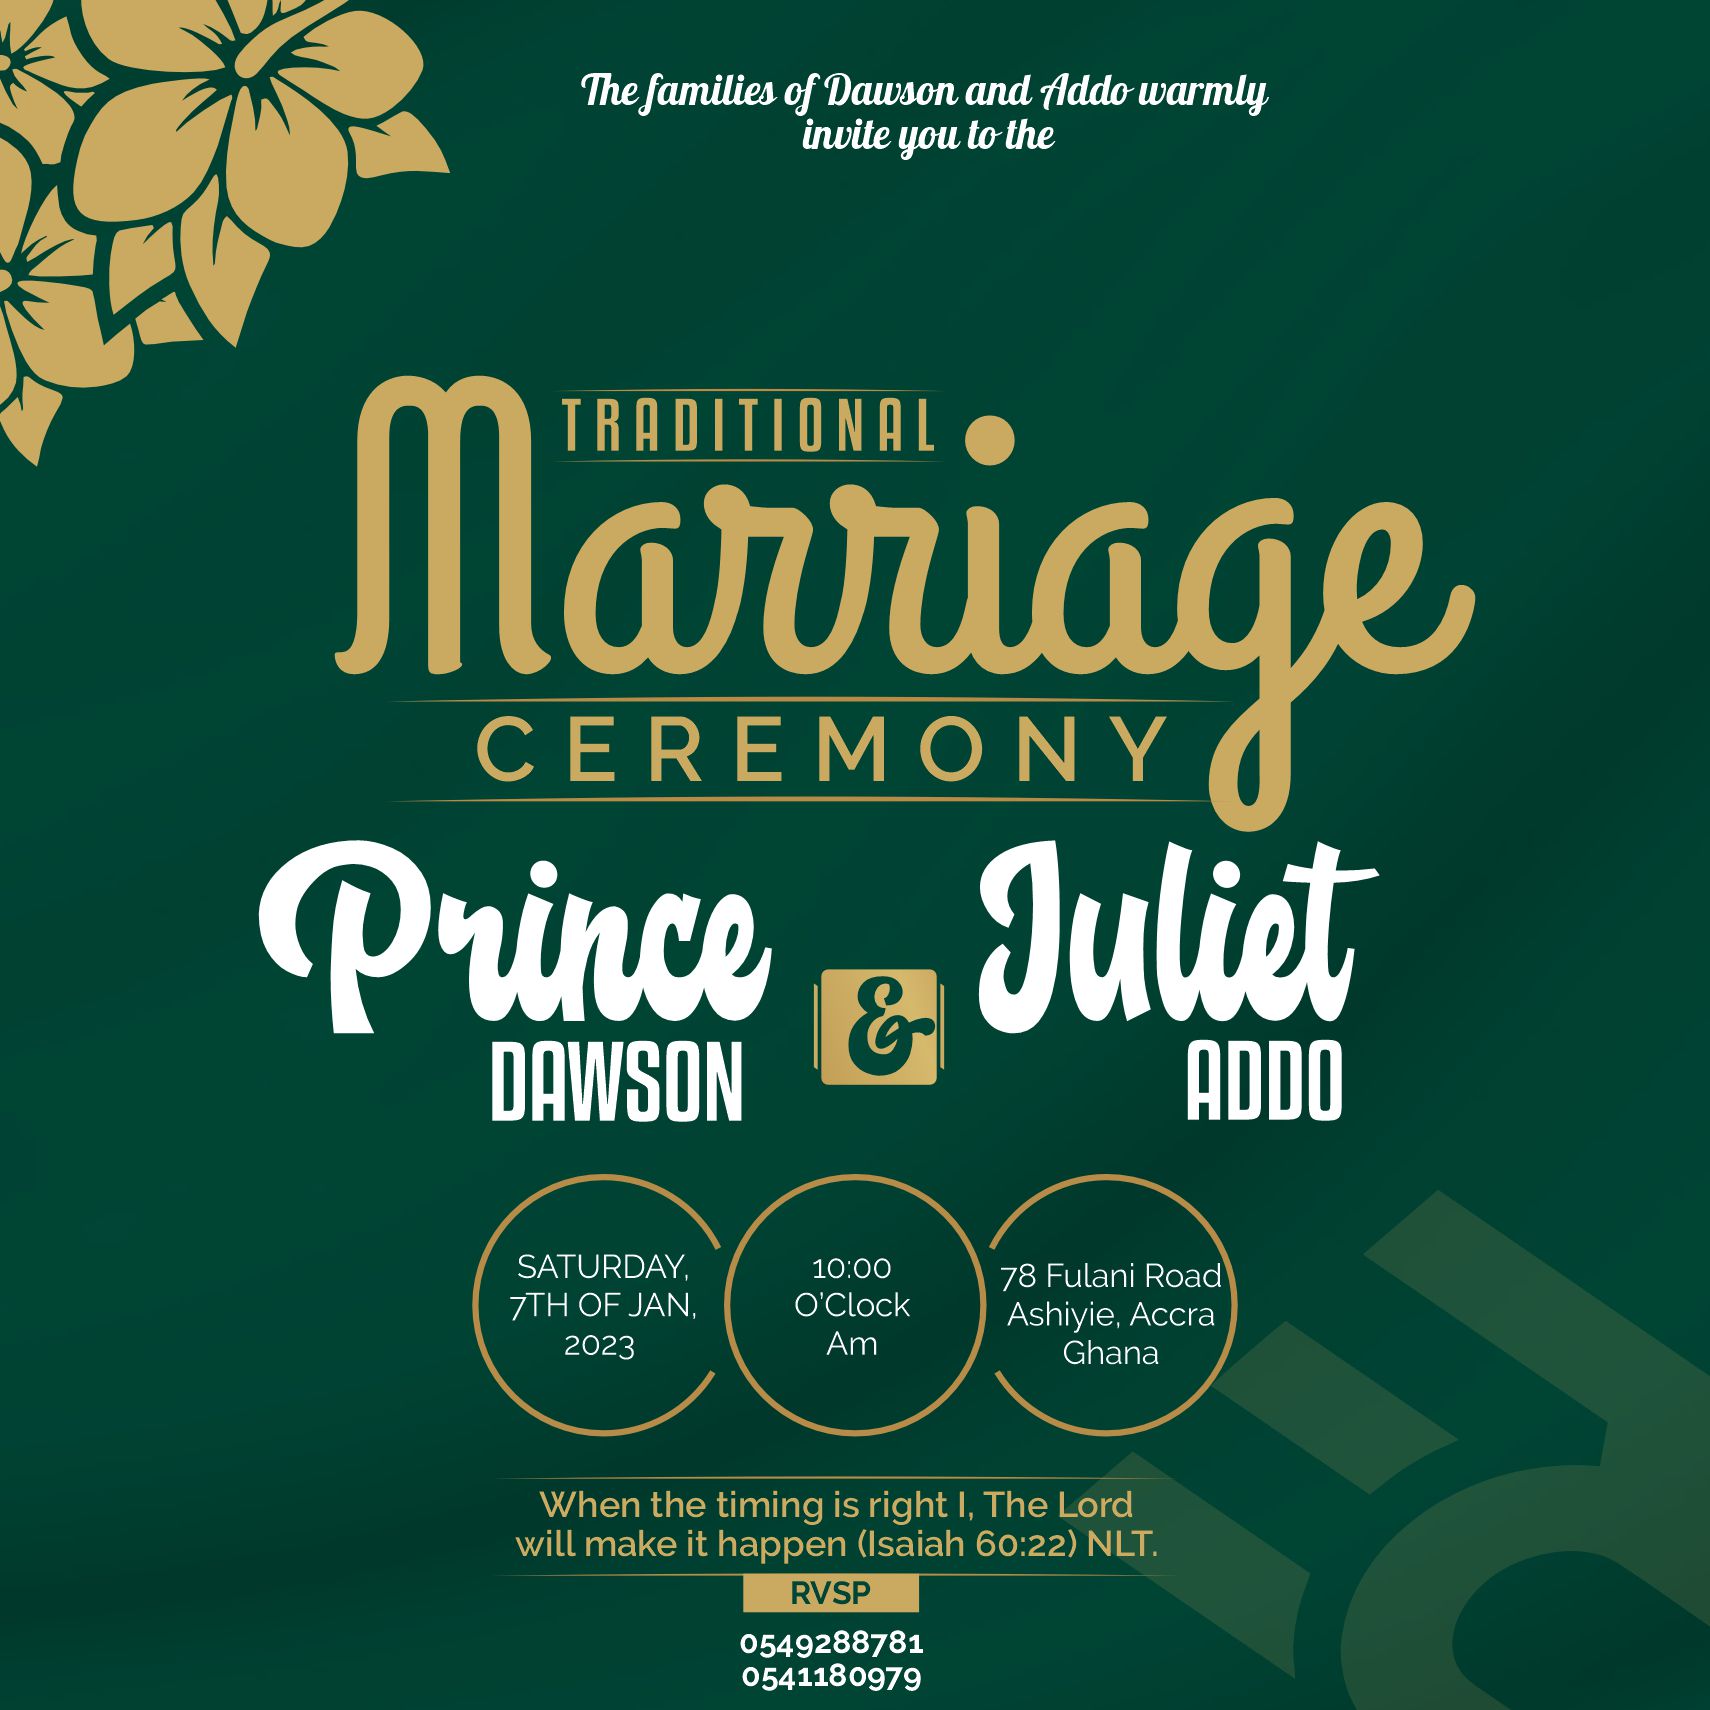 The families of Dawson and Addo warmly
invite you to the
TRADITIONAL
Marriage
CEREMONY
Prince
DAWSON
&
Juliet
ADDO
SATURDAY,
7TH OF JAN,
2023
10:00
O'Clock
Am
78 Fulani Road
Ashiyie, Accra
Ghana
When the timing is right I, The Lord
will make it happen (Isaiah 60:22) NLT.
RVSP
0549288781
0541180979